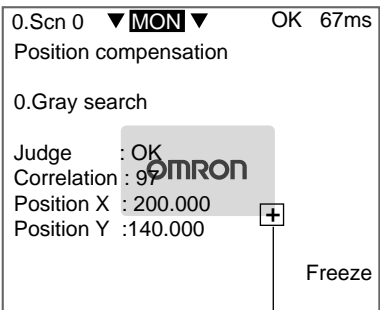 0.Scn 0 ▼ MON ▼ OK 67ms
Position compensation
0.Gray search
Judge : OK
OMRON
Correlation : 97
Position X : 200.000
Position Y :140.000
Freeze